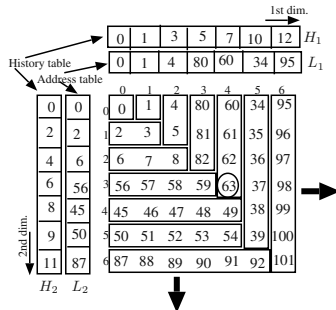 1st dim.
0 1 3 5 7 10 12 H1
History table
0 1 4 80 60 34 95 L1
Address table
0 1 2 3 4 5 6
0 0 0 0 1 4 80 60 34 95
2 2 1 2 3 5 81 61 35 96
4 6 2 6 7 8 82 62 36 97
6 56 3 56 57 58 59 63 37 98
8 45 4 45 46 47 48 49 38 99
9 50 5 50 51 52 53 54 39 100
11 87 6 87 88 89 90 91 92 101
2nd dim.
H2 L2